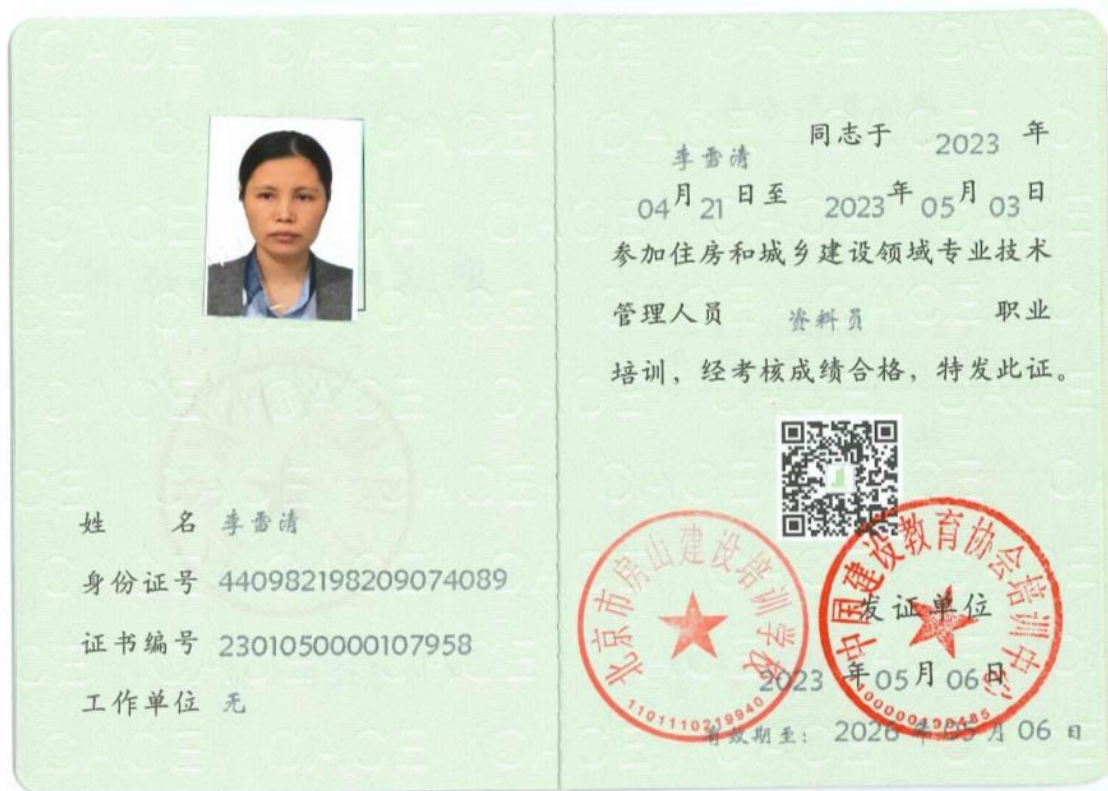 姓 名 李雪清
身份证号 440982198209074089
证书编号 2301050000107958
工作单位 无
李雪清 同志于 2023 年
04月21日至 2023年05月03日
参加住房和城乡建设领域专业技术
管理人员 资料员 职业
培训，经考核成绩合格，特发此证。
北京市房山建设培训学校
1101110219940
中国建设教育协会培训中心
发证单位
2023 年05月06日
有效期至：2026 年05月06日
CACE